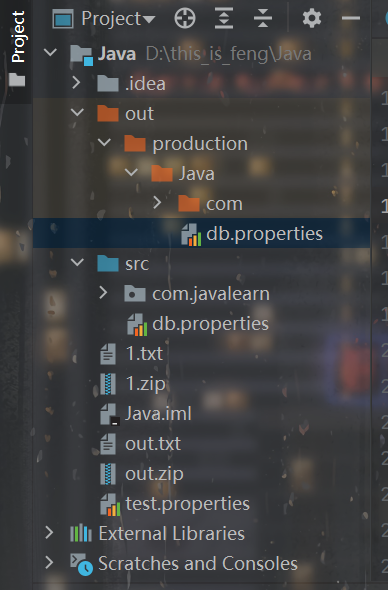 Project
Project
Java D:\this_is_feng\Java
.idea
out
production
Java
com
db.properties
src
com.javalearn
db.properties
1.txt
1.zip
Java.iml
out.txt
out.zip
test.properties
External Libraries
Scratches and Consoles